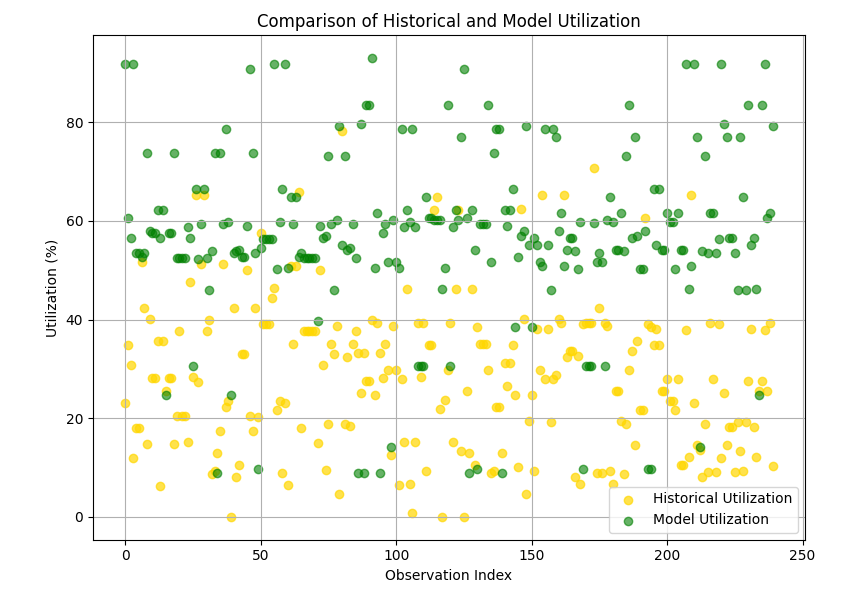 Comparison of Historical and Model Utilization
Utilization (%)
80
60
40
20
0
0 50 100 150 200 250
Observation Index
Historical Utilization
Model Utilization